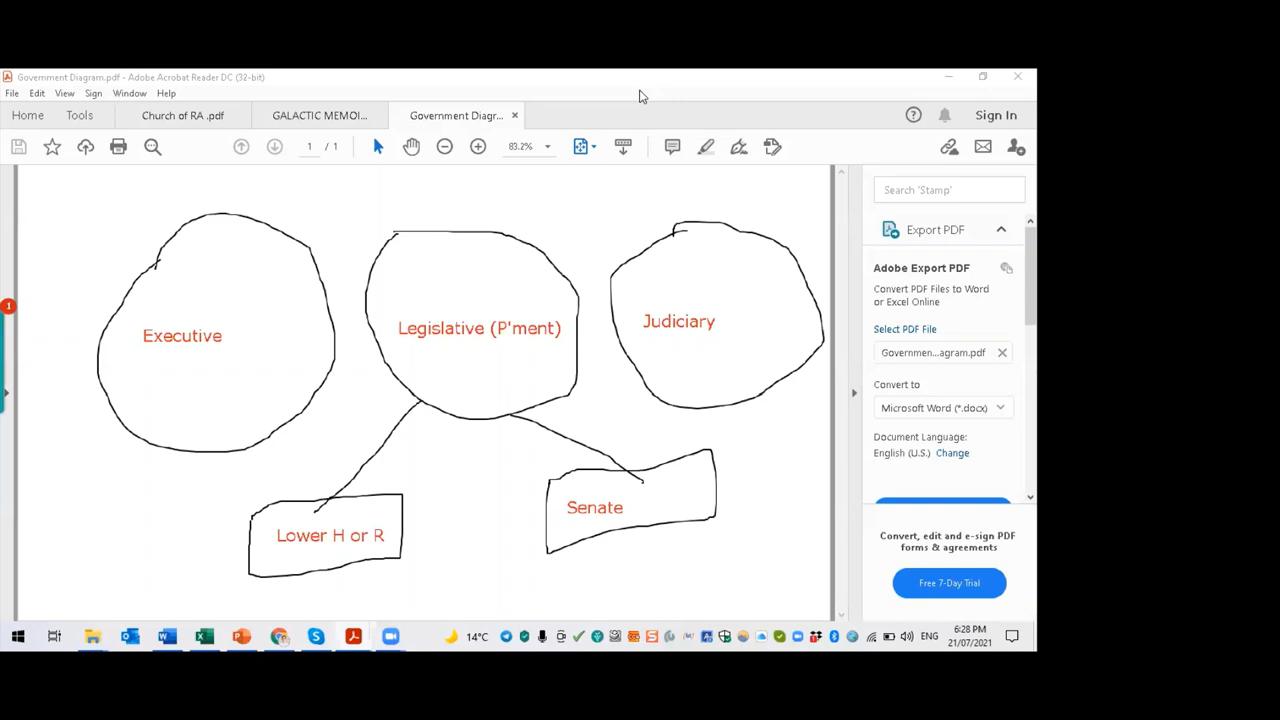 Government Diagram.pdf - Adobe Acrobat Reader DC (32-bit)
File Edit View Sign Window Help
Home Tools Church of RA .pdf GALACTIC MEMOI... Government Diagr... Sign In
1 / 1 83.2%
Search 'Stamp'
Export PDF
Adobe Export PDF
Convert PDF Files to Word
or Excel Online
Select PDF File
Governmen...agram.pdf
Convert to
Microsoft Word (*.docx)
Document Language:
English (U.S.) Change
Convert, edit and e-sign PDF
forms & agreements
Free 7-Day Trial
1
Executive
Legislative (P'ment)
Judiciary
Lower H or R
Senate
14°C
ENG
6:28 PM
21/07/2021